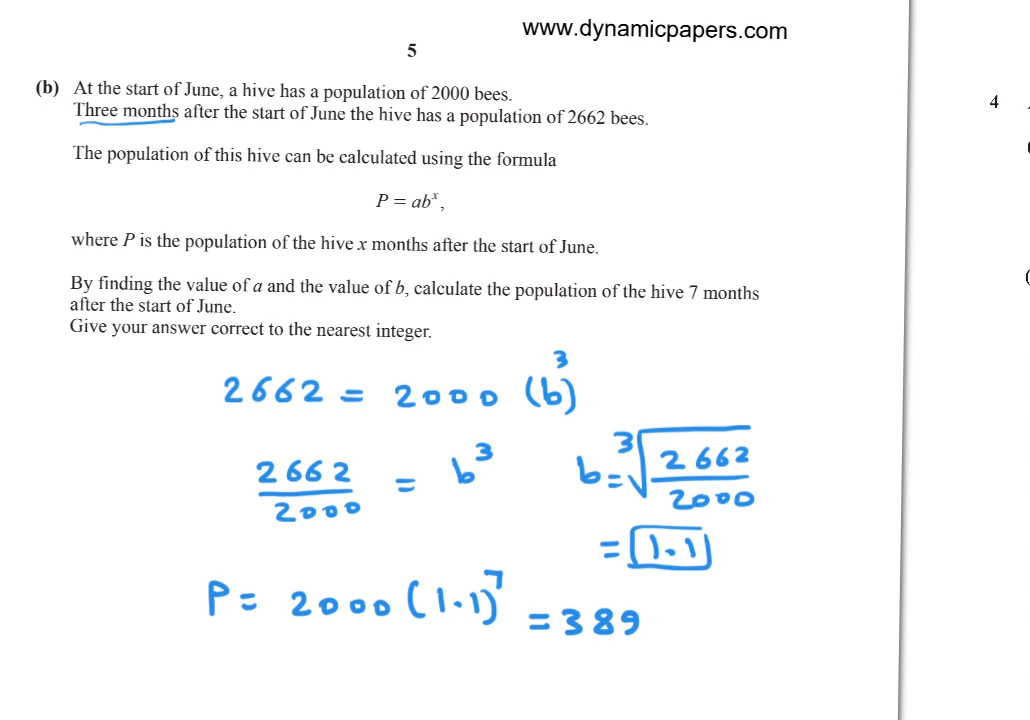 www.dynamicpapers.com
5
(b) At the start of June, a hive has a population of 2000 bees.
Three months after the start of June the hive has a population of 2662 bees.
The population of this hive can be calculated using the formula
P = abˣ,
where P is the population of the hive x months after the start of June.
By finding the value of a and the value of b, calculate the population of the hive 7 months
after the start of June.
Give your answer correct to the nearest integer.
2662 = 2000 (b)³
2662/2000 = b³
b = ³√(2662/2000)
= 1.1
P = 2000 (1.1)⁷ = 389
4